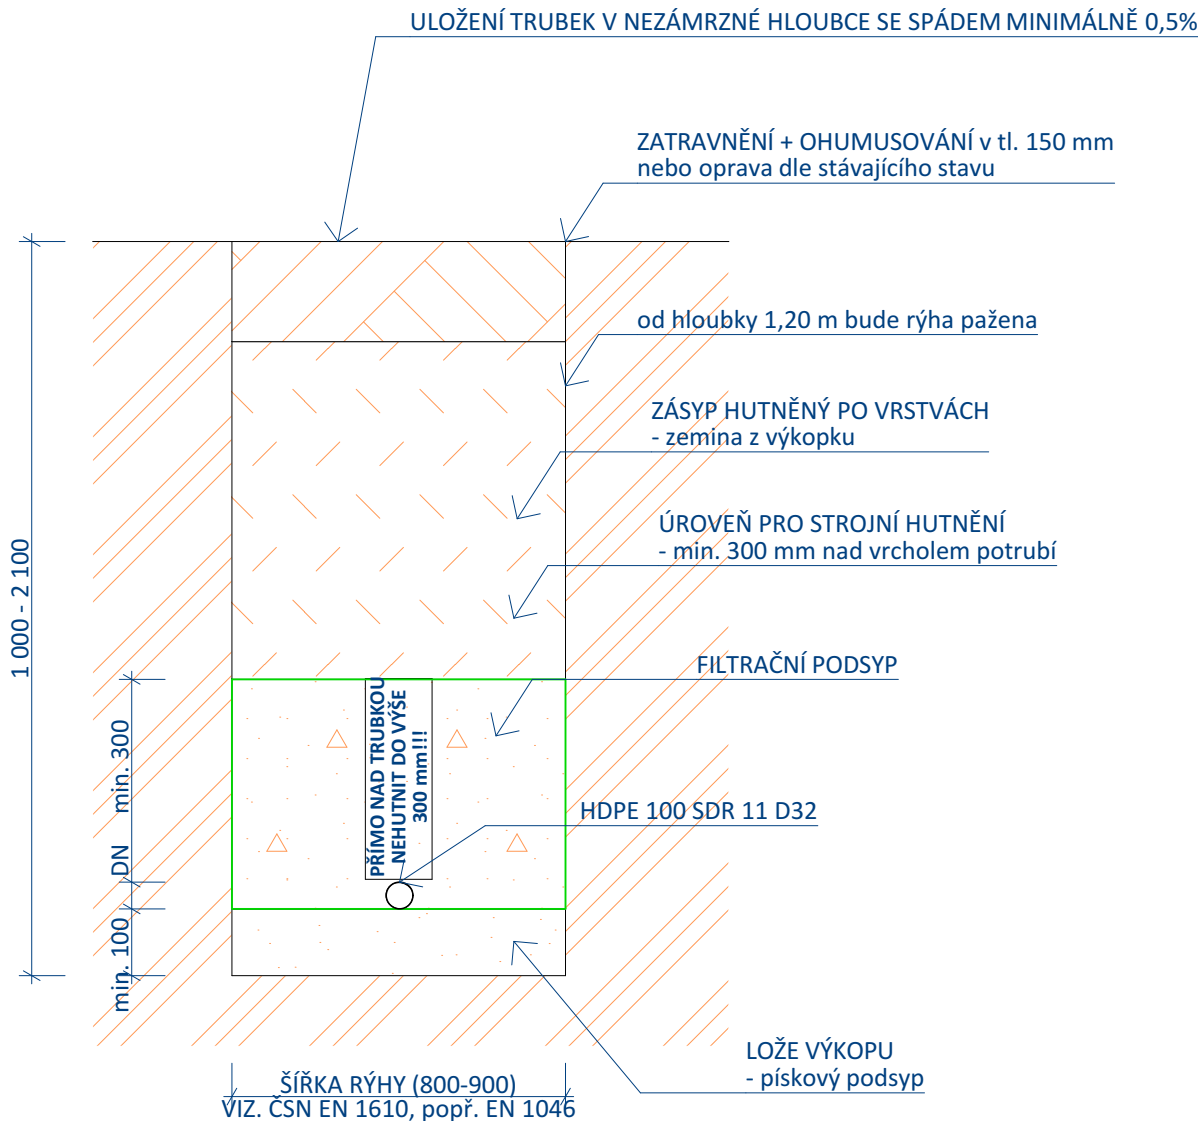 ULOŽENÍ TRUBEK V NEZÁMRZNÉ HLOUBCE SE SPÁDEM MINIMÁLNĚ 0,5%
ZATRAVNĚNÍ + OHUMUSOVÁNÍ v tl. 150 mm
nebo oprava dle stávajícího stavu
od hloubky 1,20 m bude rýha pažena
ZÁSYP HUTNĚNÝ PO VRSTVÁCH
- zemina z výkopku
ÚROVEŇ PRO STROJNÍ HUTNĚNÍ
- min. 300 mm nad vrcholem potrubí
1 000 - 2 100
FILTRAČNÍ PODSYP
min. 300
PŘÍMO NAD TRUBKOU
NEHUTNIT DO VÝŠE
300 mm!!!
HDPE 100 SDR 11 D32
DN
min. 100
LOŽE VÝKOPU
- pískový podsyp
ŠÍŘKA RÝHY (800-900)
VIZ. ČSN EN 1610, popř. EN 1046